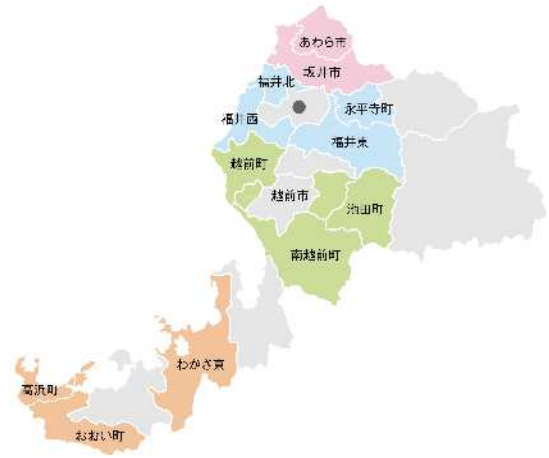 あわら市
坂井市
福井北
永平寺町
福井西
福井東
越前町
越前市
池田町
南越前町
わかさ東
高浜町
おおい町